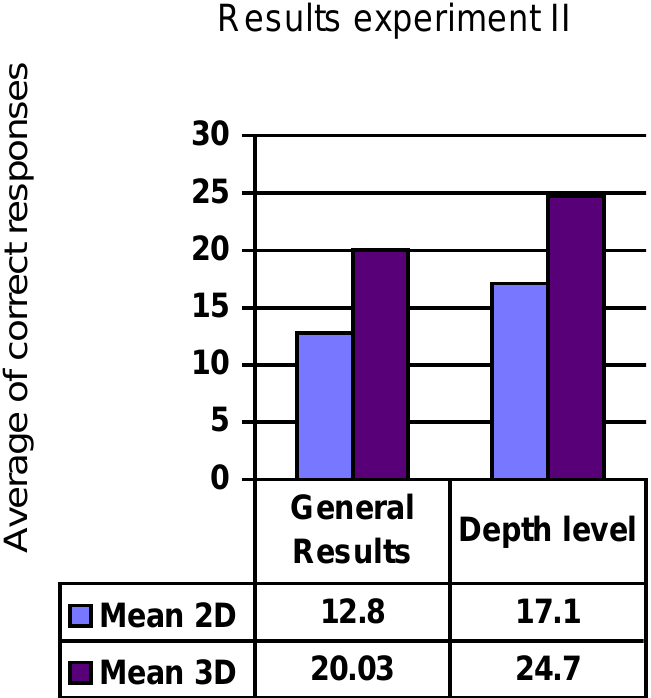 Results experiment II
Average of correct responses
30
25
20
15
10
5
0
General
Results
Depth level
Mean 2D 12.8 17.1
Mean 3D 20.03 24.7